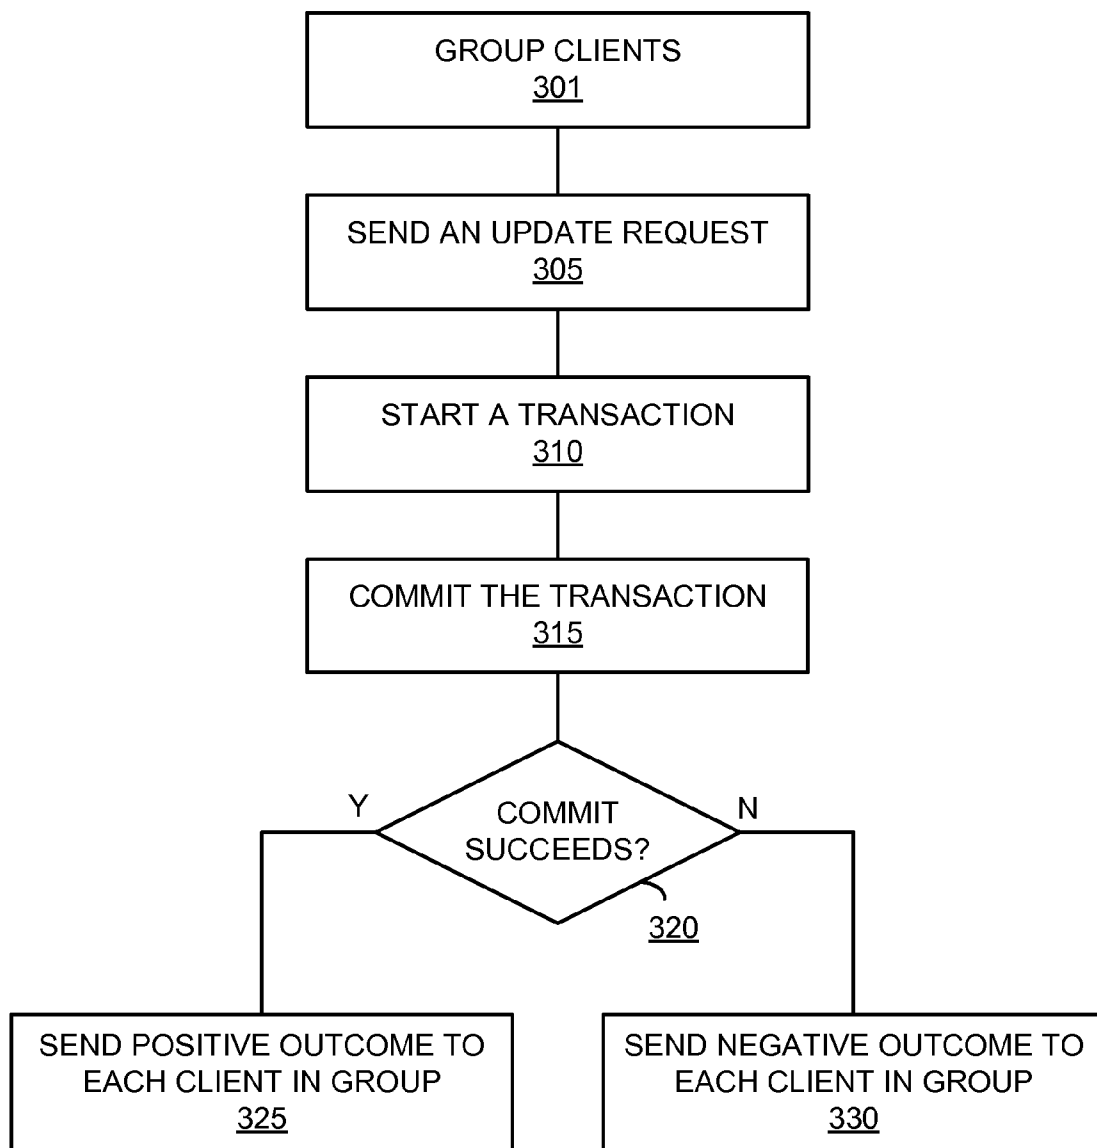 GROUP CLIENTS
301
SEND AN UPDATE REQUEST
305
START A TRANSACTION
310
COMMIT THE TRANSACTION
315
Y
N
COMMIT
SUCCEEDS?
320
SEND POSITIVE OUTCOME TO
EACH CLIENT IN GROUP
325
SEND NEGATIVE OUTCOME TO
EACH CLIENT IN GROUP
330